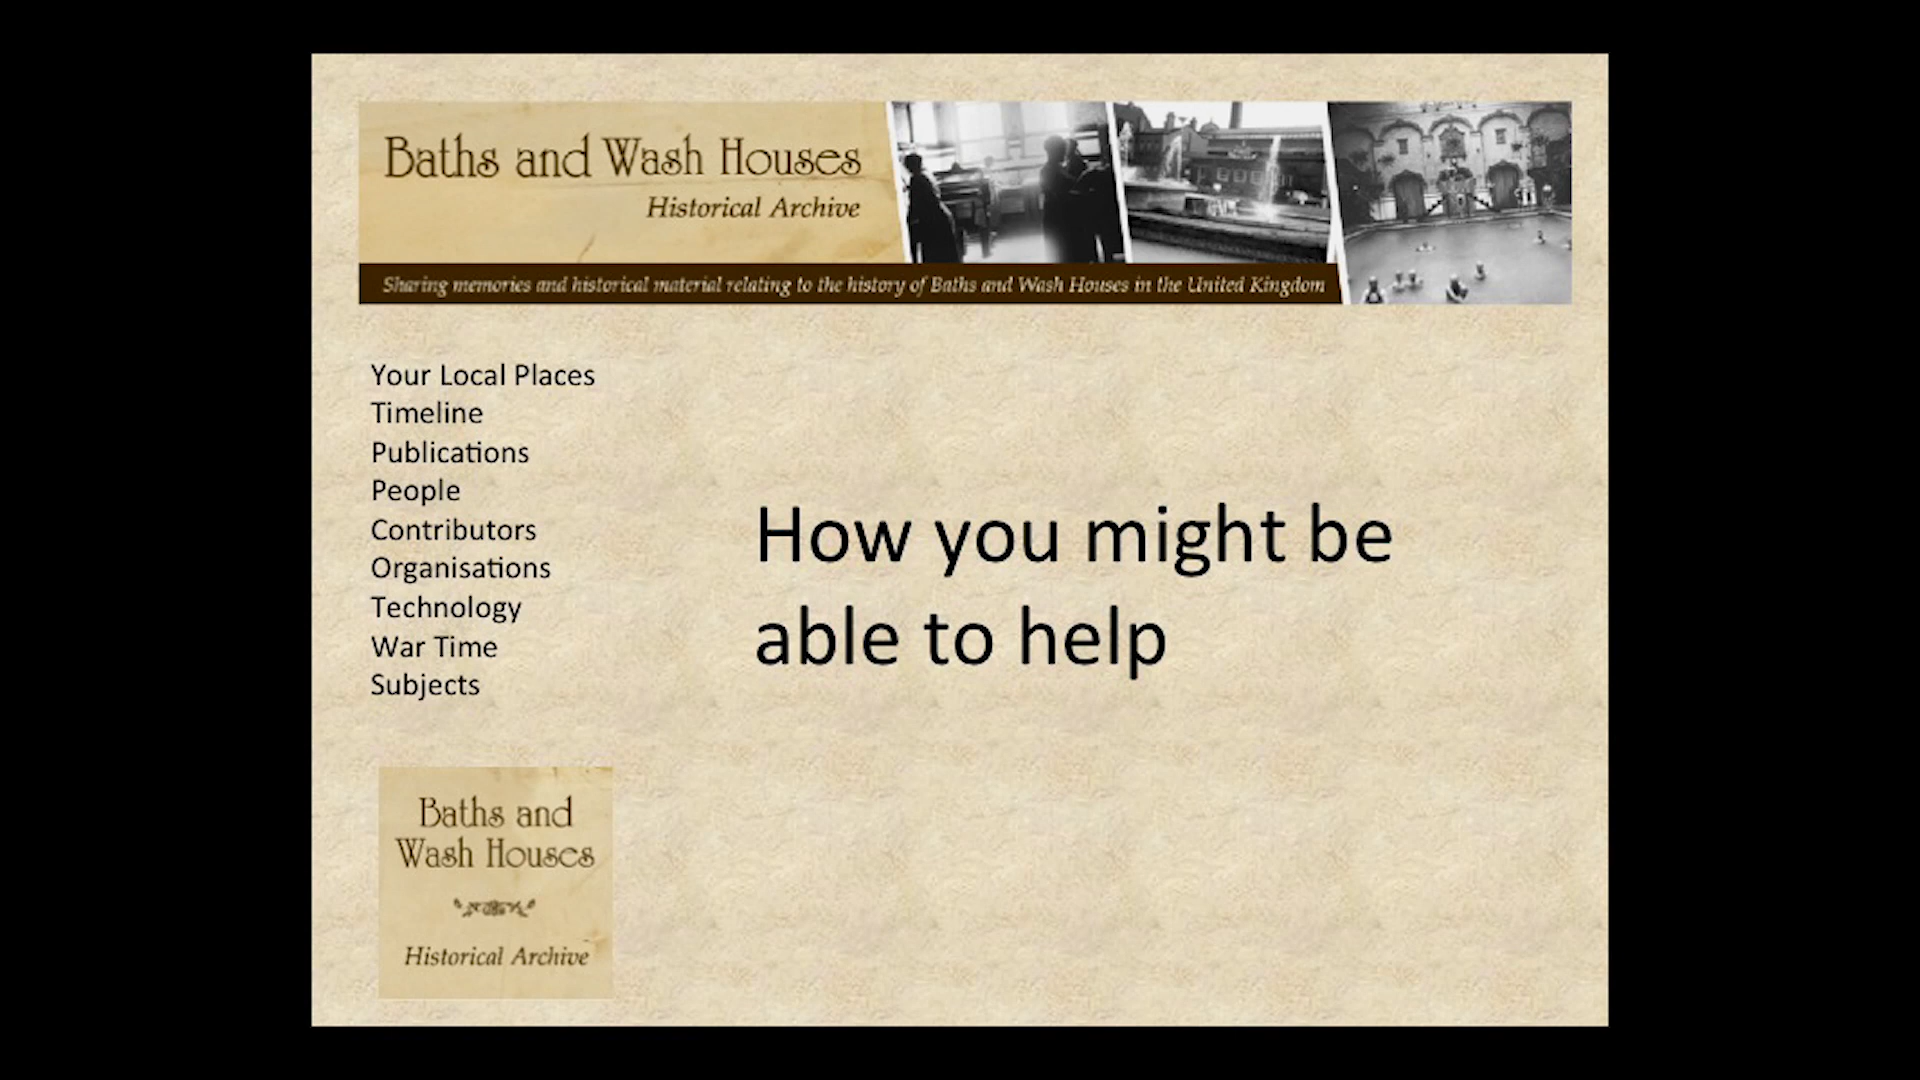 Baths and Wash Houses
Historical Archive
Sharing memories and historical material relating to the history of Baths and Wash Houses in the United Kingdom
Your Local Places
Timeline
Publications
People
Contributors
Organisations
Technology
War Time
Subjects
How you might be
able to help
Baths and
Wash Houses
Historical Archive